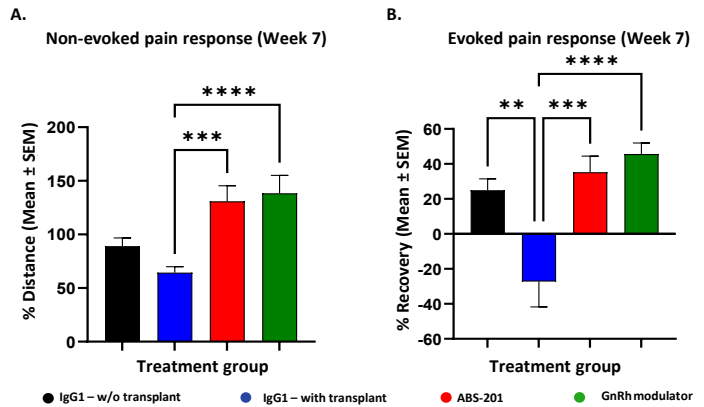 A.
Non-evoked pain response (Week 7)
% Distance (Mean ± SEM)
200
150
100
50
0
***
****
Treatment group
B.
Evoked pain response (Week 7)
% Recovery (Mean ± SEM)
60
40
20
0
-20
-40
-60
**
***
****
Treatment group
IgG1 – w/o transplant
IgG1 – with transplant
ABS-201
GnRh modulator